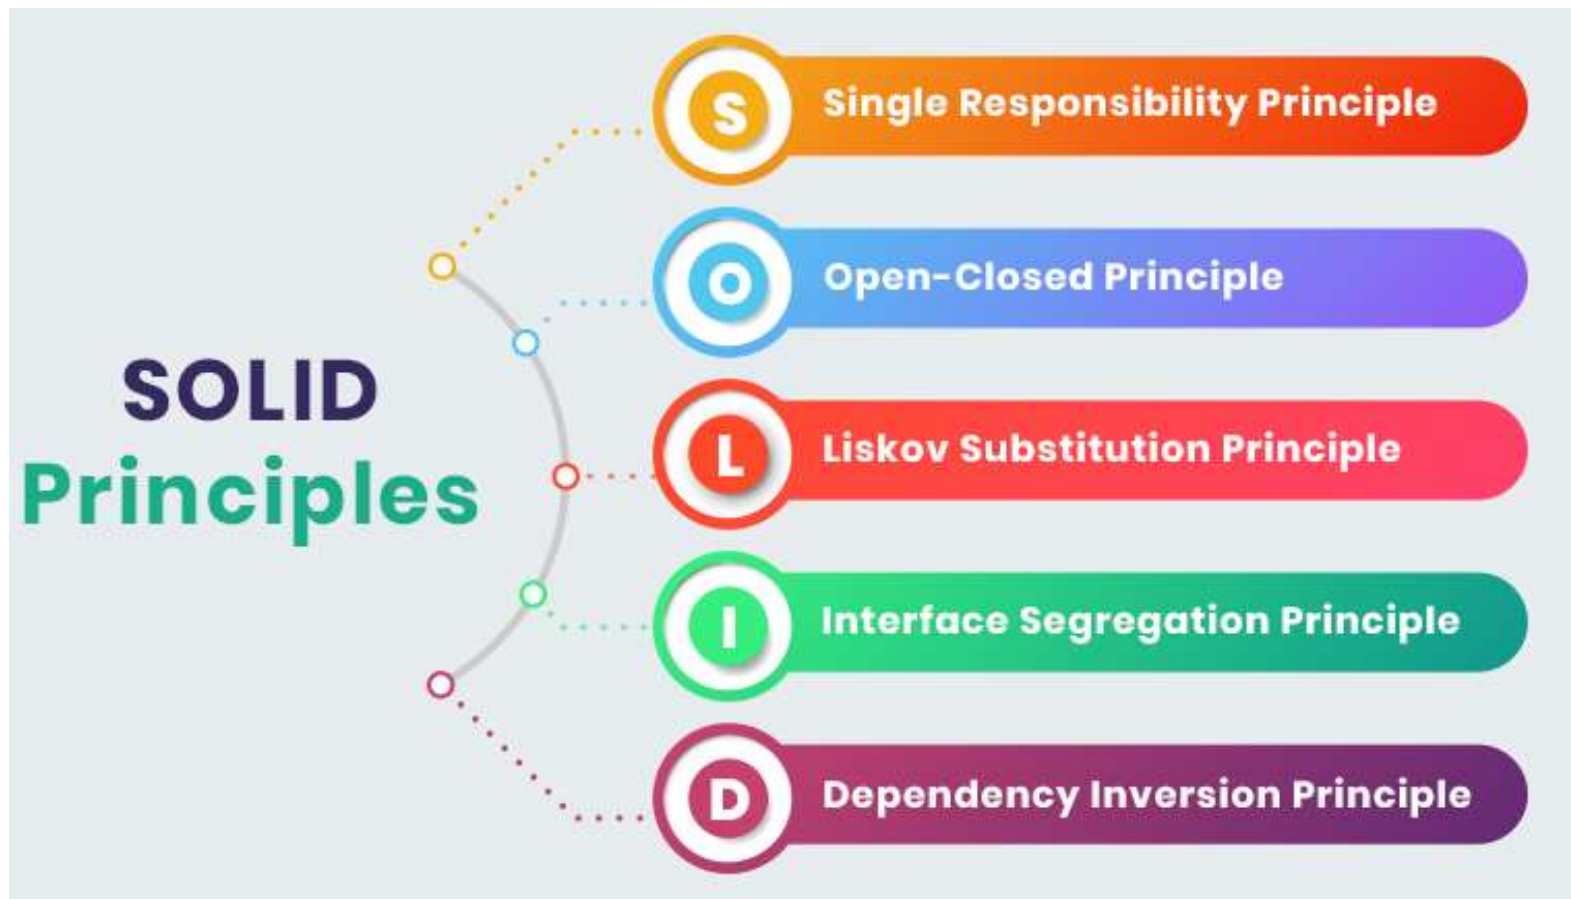 SOLID
Principles
S
Single Responsibility Principle
O
Open-Closed Principle
L
Liskov Substitution Principle
I
Interface Segregation Principle
D
Dependency Inversion Principle